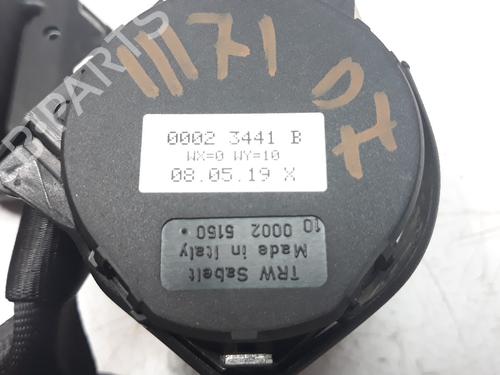 11171 DX
0002 3441 B
WX=0 WY=10
08.05.19 X
TRW Sabelt
Made in Italy
10 0002 5150